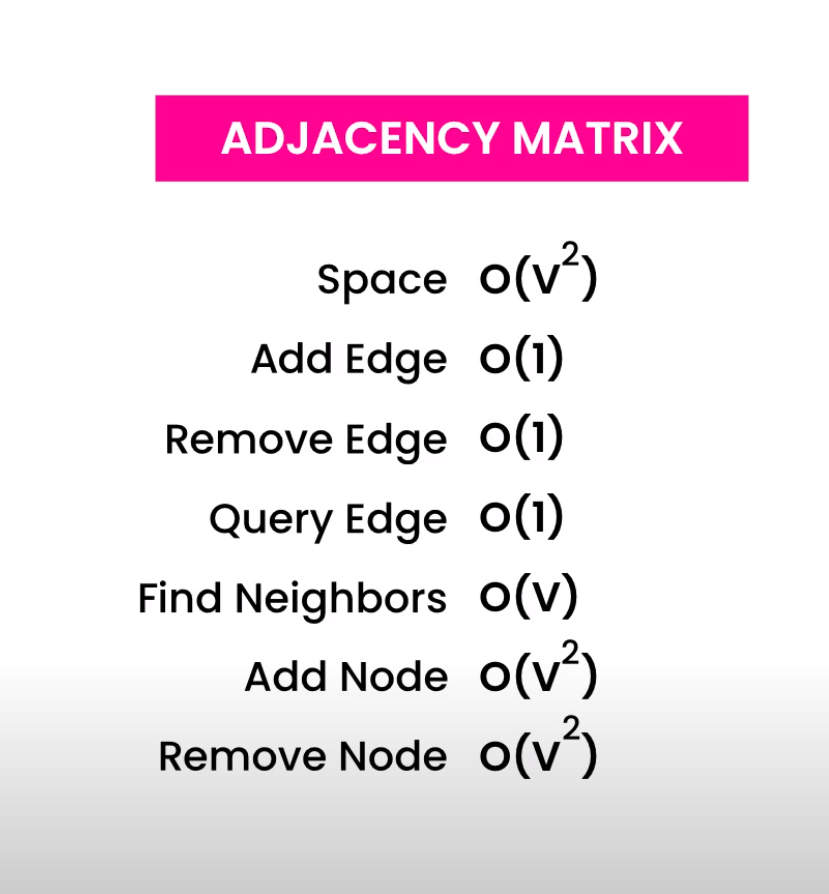 ADJACENCY MATRIX
Space O(V²)
Add Edge O(1)
Remove Edge O(1)
Query Edge O(1)
Find Neighbors O(V)
Add Node O(V²)
Remove Node O(V²)